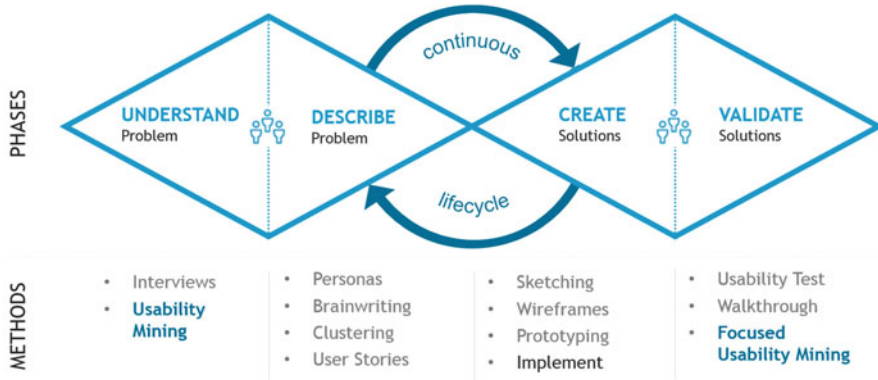 continuous
PHASES
UNDERSTAND
Problem
DESCRIBE
Problem
CREATE
Solutions
VALIDATE
Solutions
lifecycle
METHODS
• Interviews
• Usability
Mining
• Personas
• Brainwriting
• Clustering
• User Stories
• Sketching
• Wireframes
• Prototyping
• Implement
• Usability Test
• Walkthrough
• Focused
Usability Mining